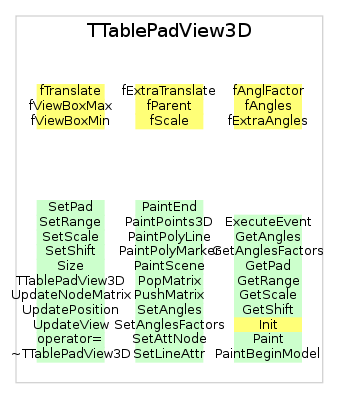 TTablePadView3D
fTranslate
fViewBoxMax
fViewBoxMin
fExtraTranslate
fParent
fScale
fAnglFactor
fAngles
fExtraAngles
SetPad
SetRange
SetScale
SetShift
Size
TTablePadView3D
UpdateNodeMatrix
UpdatePosition
UpdateView
operator=
~TTablePadView3D
PaintEnd
PaintPoints3D
PaintPolyLine
PaintPolyMarker
PaintScene
PopMatrix
PushMatrix
SetAngles
SetAnglesFactors
SetAttNode
SetLineAttr
ExecuteEvent
GetAngles
GetAnglesFactors
GetPad
GetRange
GetScale
GetShift
Init
Paint
PaintBeginModel